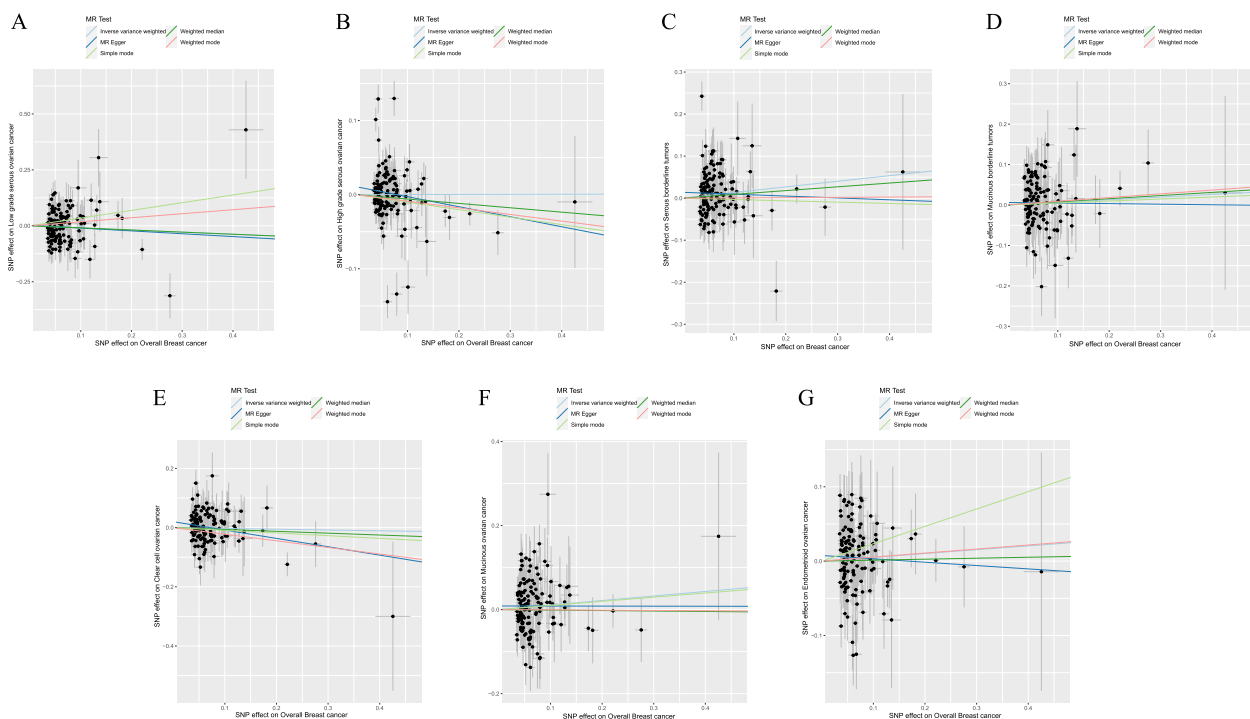 A
MR Test
Inverse variance weighted
Weighted median
MR Egger
Weighted mode
Simple mode
SNP effect on Low grade serous ovarian cancer
0.50
0.25
0.00
−0.25
0.1
0.2
0.3
0.4
SNP effect on Overall Breast cancer
B
MR Test
Inverse variance weighted
Weighted median
MR Egger
Weighted mode
Simple mode
SNP effect on High grade serous ovarian cancer
0.1
0.0
−0.1
0.1
0.2
0.3
0.4
SNP effect on Overall Breast cancer
C
MR Test
Inverse variance weighted
Weighted median
MR Egger
Weighted mode
Simple mode
SNP effect on Serous borderline tumors
0.3
0.2
0.1
0.0
−0.1
−0.2
−0.3
0.1
0.2
0.3
0.4
SNP effect on Breast cancer
D
MR Test
Inverse variance weighted
Weighted median
MR Egger
Weighted mode
Simple mode
SNP effect on Mucinous borderline tumors
0.3
0.2
0.1
0.0
−0.1
−0.2
−0.3
0.1
0.2
0.3
0.4
SNP effect on Overall Breast cancer
E
MR Test
Inverse variance weighted
Weighted median
MR Egger
Weighted mode
Simple mode
SNP effect on Clear cell ovarian cancer
0.2
0.0
−0.2
−0.4
0.1
0.2
0.3
0.4
SNP effect on Overall Breast cancer
F
MR Test
Inverse variance weighted
Weighted median
MR Egger
Weighted mode
Simple mode
SNP effect on Mucinous ovarian cancer
0.4
0.2
0.0
−0.2
0.1
0.2
0.3
0.4
SNP effect on Overall Breast cancer
G
MR Test
Inverse variance weighted
Weighted median
MR Egger
Weighted mode
Simple mode
SNP effect on Endometrioid ovarian cancer
0.1
0.0
−0.1
0.1
0.2
0.3
0.4
SNP effect on Overall Breast cancer